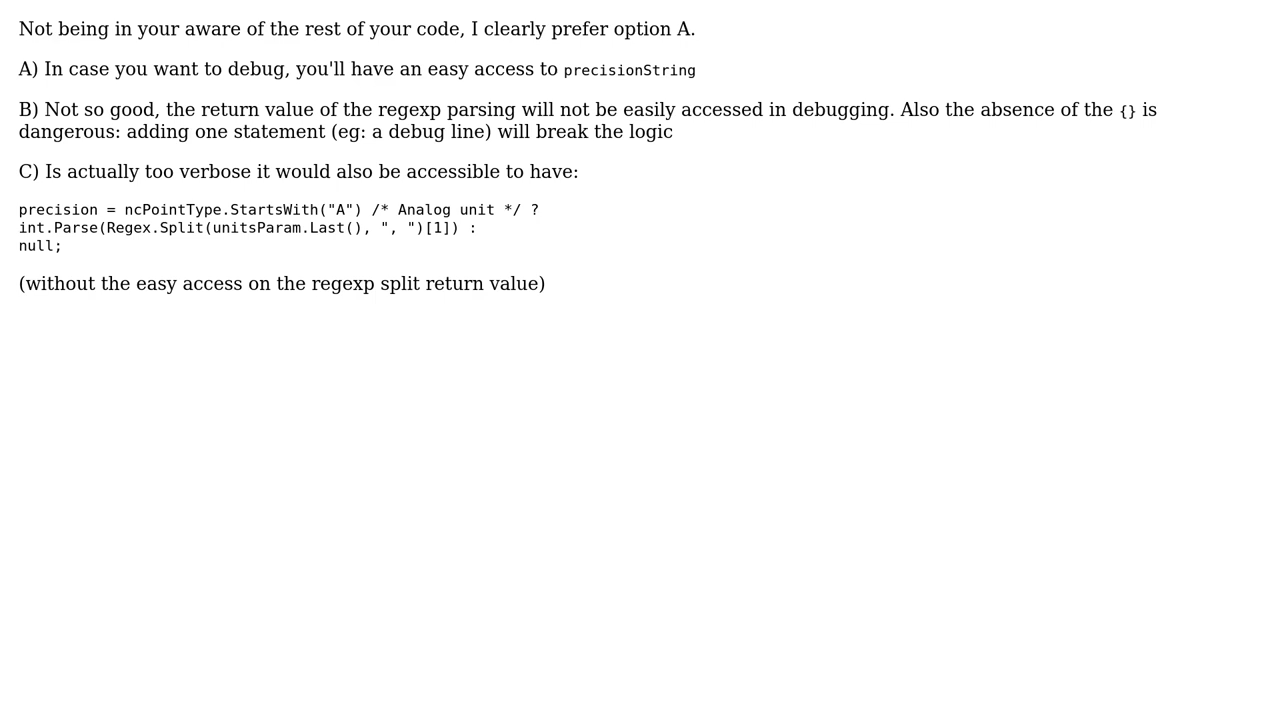 Not being in your aware of the rest of your code, I clearly prefer option A.
A) In case you want to debug, you'll have an easy access to precisionString
B) Not so good, the return value of the regexp parsing will not be easily accessed in debugging. Also the absence of the {} is
dangerous: adding one statement (eg: a debug line) will break the logic
C) Is actually too verbose it would also be accessible to have:
precision = ncPointType.StartsWith("A") /* Analog unit */ ?
int.Parse(Regex.Split(unitsParam.Last(), ", ")[1]) :
null;
(without the easy access on the regexp split return value)